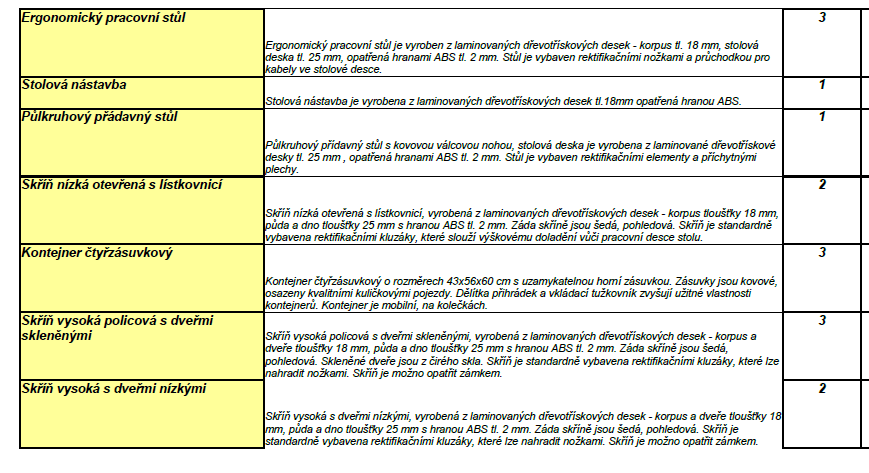 Ergonomický pracovní stůl
3
Ergonomický pracovní stůl je vyroben z laminovaných dřevotřískových desek - korpus tl. 18 mm, stolová
deska tl. 25 mm, opatřená hranami ABS tl. 2 mm. Stůl je vybaven rektifikačními nožkami a průchodkou pro
kabely ve stolové desce.
Stolová nástavba
1
Stolová nástavba je vyrobena z laminovaných dřevotřískových desek tl.18mm opatřená hranou ABS.
Půlkruhový přádavný stůl
1
Půlkruhový přídavný stůl s kovovou válcovou nohou, stolová deska je vyrobena z laminované dřevotřískové
desky tl. 25 mm , opatřená hranami ABS tl. 2 mm. Stůl je vybaven rektifikačními elementy a příchytnými
plechy.
Skříň nízká otevřená s lístkovnicí
2
Skříň nízká otevřená s lístkovnicí, vyrobená z laminovaných dřevotřískových desek - korpus tloušťky 18 mm,
půda a dno tloušťky 25 mm s hranou ABS tl. 2 mm. Záda skříně jsou šedá, pohledová. Skříň je standardně
vybavena rektifikačními kluzáky, které slouží výškovému doladění vůči pracovní desce stolu.
Kontejner čtyřzásuvkový
3
Kontejner čtyřzásuvkový o rozměrech 43x56x60 cm s uzamykatelnou horní zásuvkou. Zásuvky jsou kovové,
osazeny kvalitními kuličkovými pojezdy. Dělítka přihrádek a vkládací tužkovník zvyšují užitné vlastnosti
kontejnerů. Kontejner je mobilní, na kolečkách.
Skříň vysoká policová s dveřmi
skleněnými
3
Skříň vysoká policová s dveřmi skleněnými, vyrobená z laminovaných dřevotřískových desek - korpus a
dveře tloušťky 18 mm, půda a dno tloušťky 25 mm s hranou ABS tl. 2 mm. Záda skříně jsou šedá,
pohledová. Skleněné dveře jsou z čirého skla. Skříň je standardně vybavena rektifikačními kluzáky, které lze
nahradit nožkami. Skříň je možno opatřit zámkem.
Skříň vysoká s dveřmi nízkými
2
Skříň vysoká s dveřmi nízkými, vyrobená z laminovaných dřevotřískových desek - korpus a dveře tloušťky 18
mm, půda a dno tloušťky 25 mm s hranou ABS tl. 2 mm. Záda skříně jsou šedá, pohledová. Skříň je
standardně vybavena rektifikačními kluzáky, které lze nahradit nožkami. Skříň je možno opatřit zámkem.